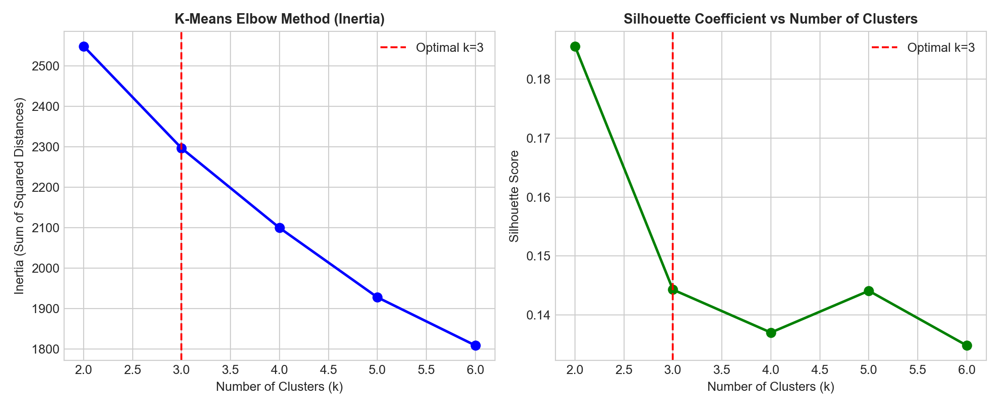 K-Means Elbow Method (Inertia)
Optimal k=3
2500
2400
2300
2200
2100
2000
1900
1800
Inertia (Sum of Squared Distances)
2.0 2.5 3.0 3.5 4.0 4.5 5.0 5.5 6.0
Number of Clusters (k)
Silhouette Coefficient vs Number of Clusters
Optimal k=3
0.18
0.17
0.16
0.15
0.14
Silhouette Score
2.0 2.5 3.0 3.5 4.0 4.5 5.0 5.5 6.0
Number of Clusters (k)